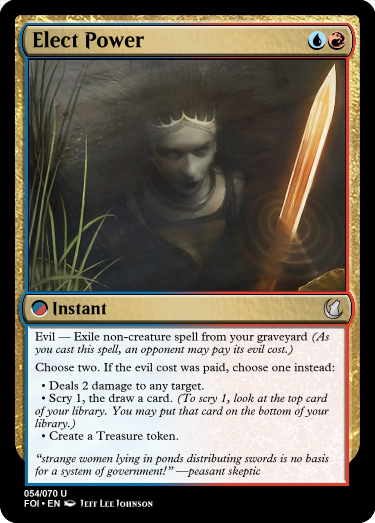 Elect Power
Instant
Evil — Exile non-creature spell from your graveyard (As
you cast this spell, an opponent may pay its evil cost.)
Choose two. If the evil cost was paid, choose one instead:
• Deals 2 damage to any target.
• Scry 1, the draw a card. (To scry 1, look at the top card
of your library. You may put that card on the bottom of your
library.)
• Create a Treasure token.
"strange women lying in ponds distributing swords is no basis
for a system of government!" —peasant skeptic
054/070 U
FOI • EN Jeff Lee Johnson